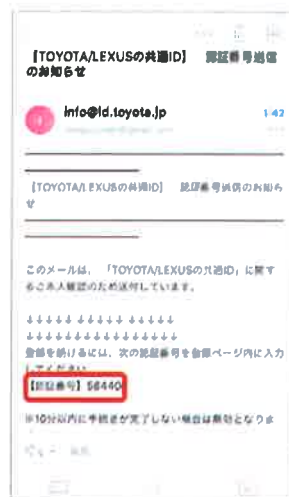 【TOYOTA/LEXUSの共通ID】 認証番号送信
のお知らせ
info@id.toyota.jp
1:42
【TOYOTA/LEXUSの共通ID】 認証番号送信のお知ら
せ
このメールは、「TOYOTA/LEXUSの共通ID」に関す
るご本人確認のため送付しています。
↓↓↓↓↓ ↓↓↓↓↓ ↓↓↓↓↓
↓↓↓↓↓↓↓↓↓↓↓↓↓↓↓↓
登録を続けるには、次の認証番号を登録ページ内に入力
してください
【認証番号】58440
※10分以内に手続きが完了しない場合は無効となりま